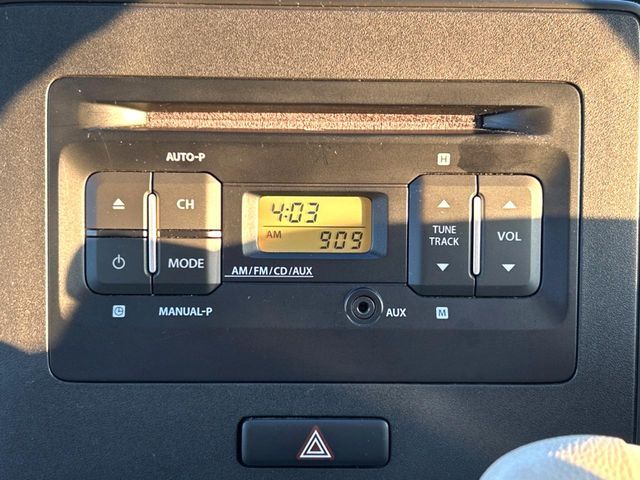 AUTO-P
H
CH
MODE
4:03
AM 909
TUNE
TRACK
VOL
AM/FM/CD/AUX
MANUAL-P
AUX
M